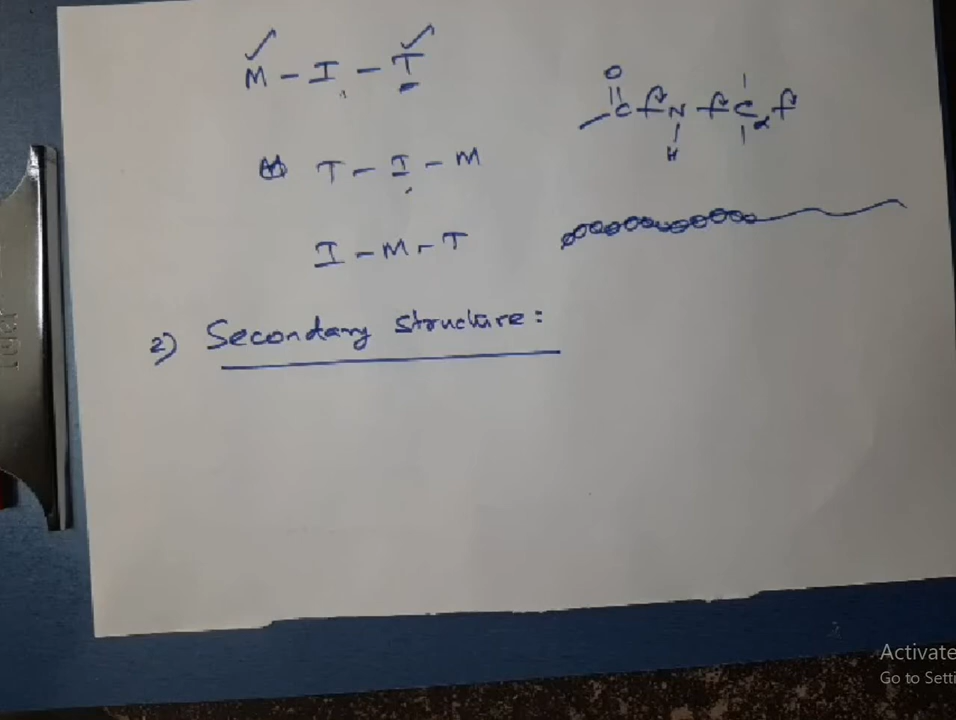 M - I - T
T - I - M
I - M - T
O
C N C α
H
2) Secondary structure:
Activate
Go to Setti